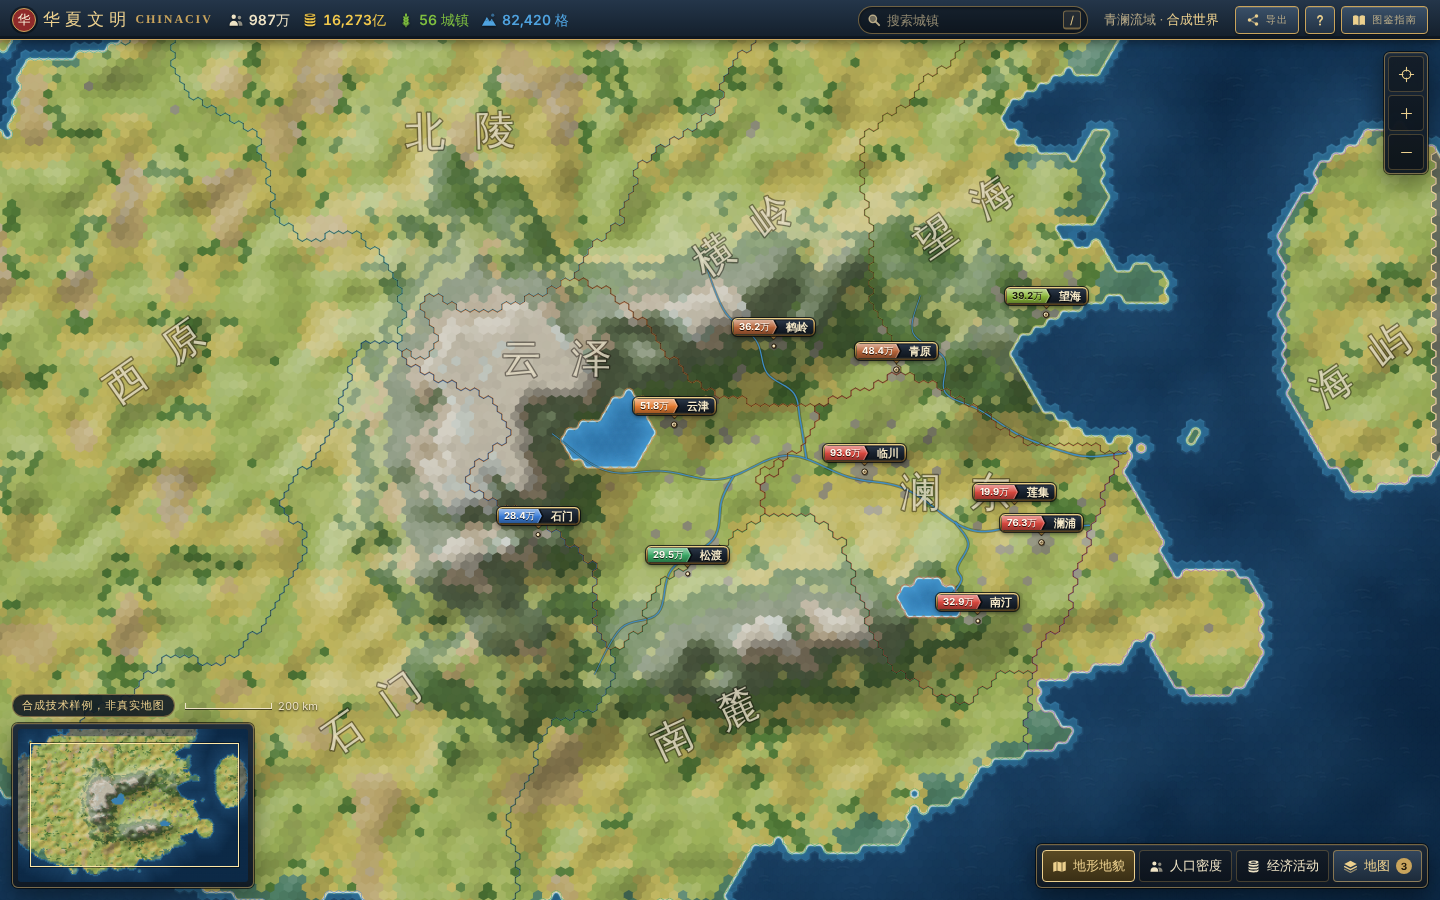 华
华夏文明 CHINACIV
987万
16,273亿
56 城镇
82,420 格
搜索城镇
/
青澜流域 · 合成世界
导出
?
图鉴指南
北陵
横岭
望海
西原
云泽
海屿
澜东
石门
南麓
39.2万 望海
36.2万 鹤岭
48.4万 青原
51.8万 云津
93.6万 临川
19.9万 莲集
28.4万 石门
76.3万 澜浦
29.5万 松渡
32.9万 南汀
合成技术样例，非真实地图
200 km
地形地貌
人口密度
经济活动
地图 3